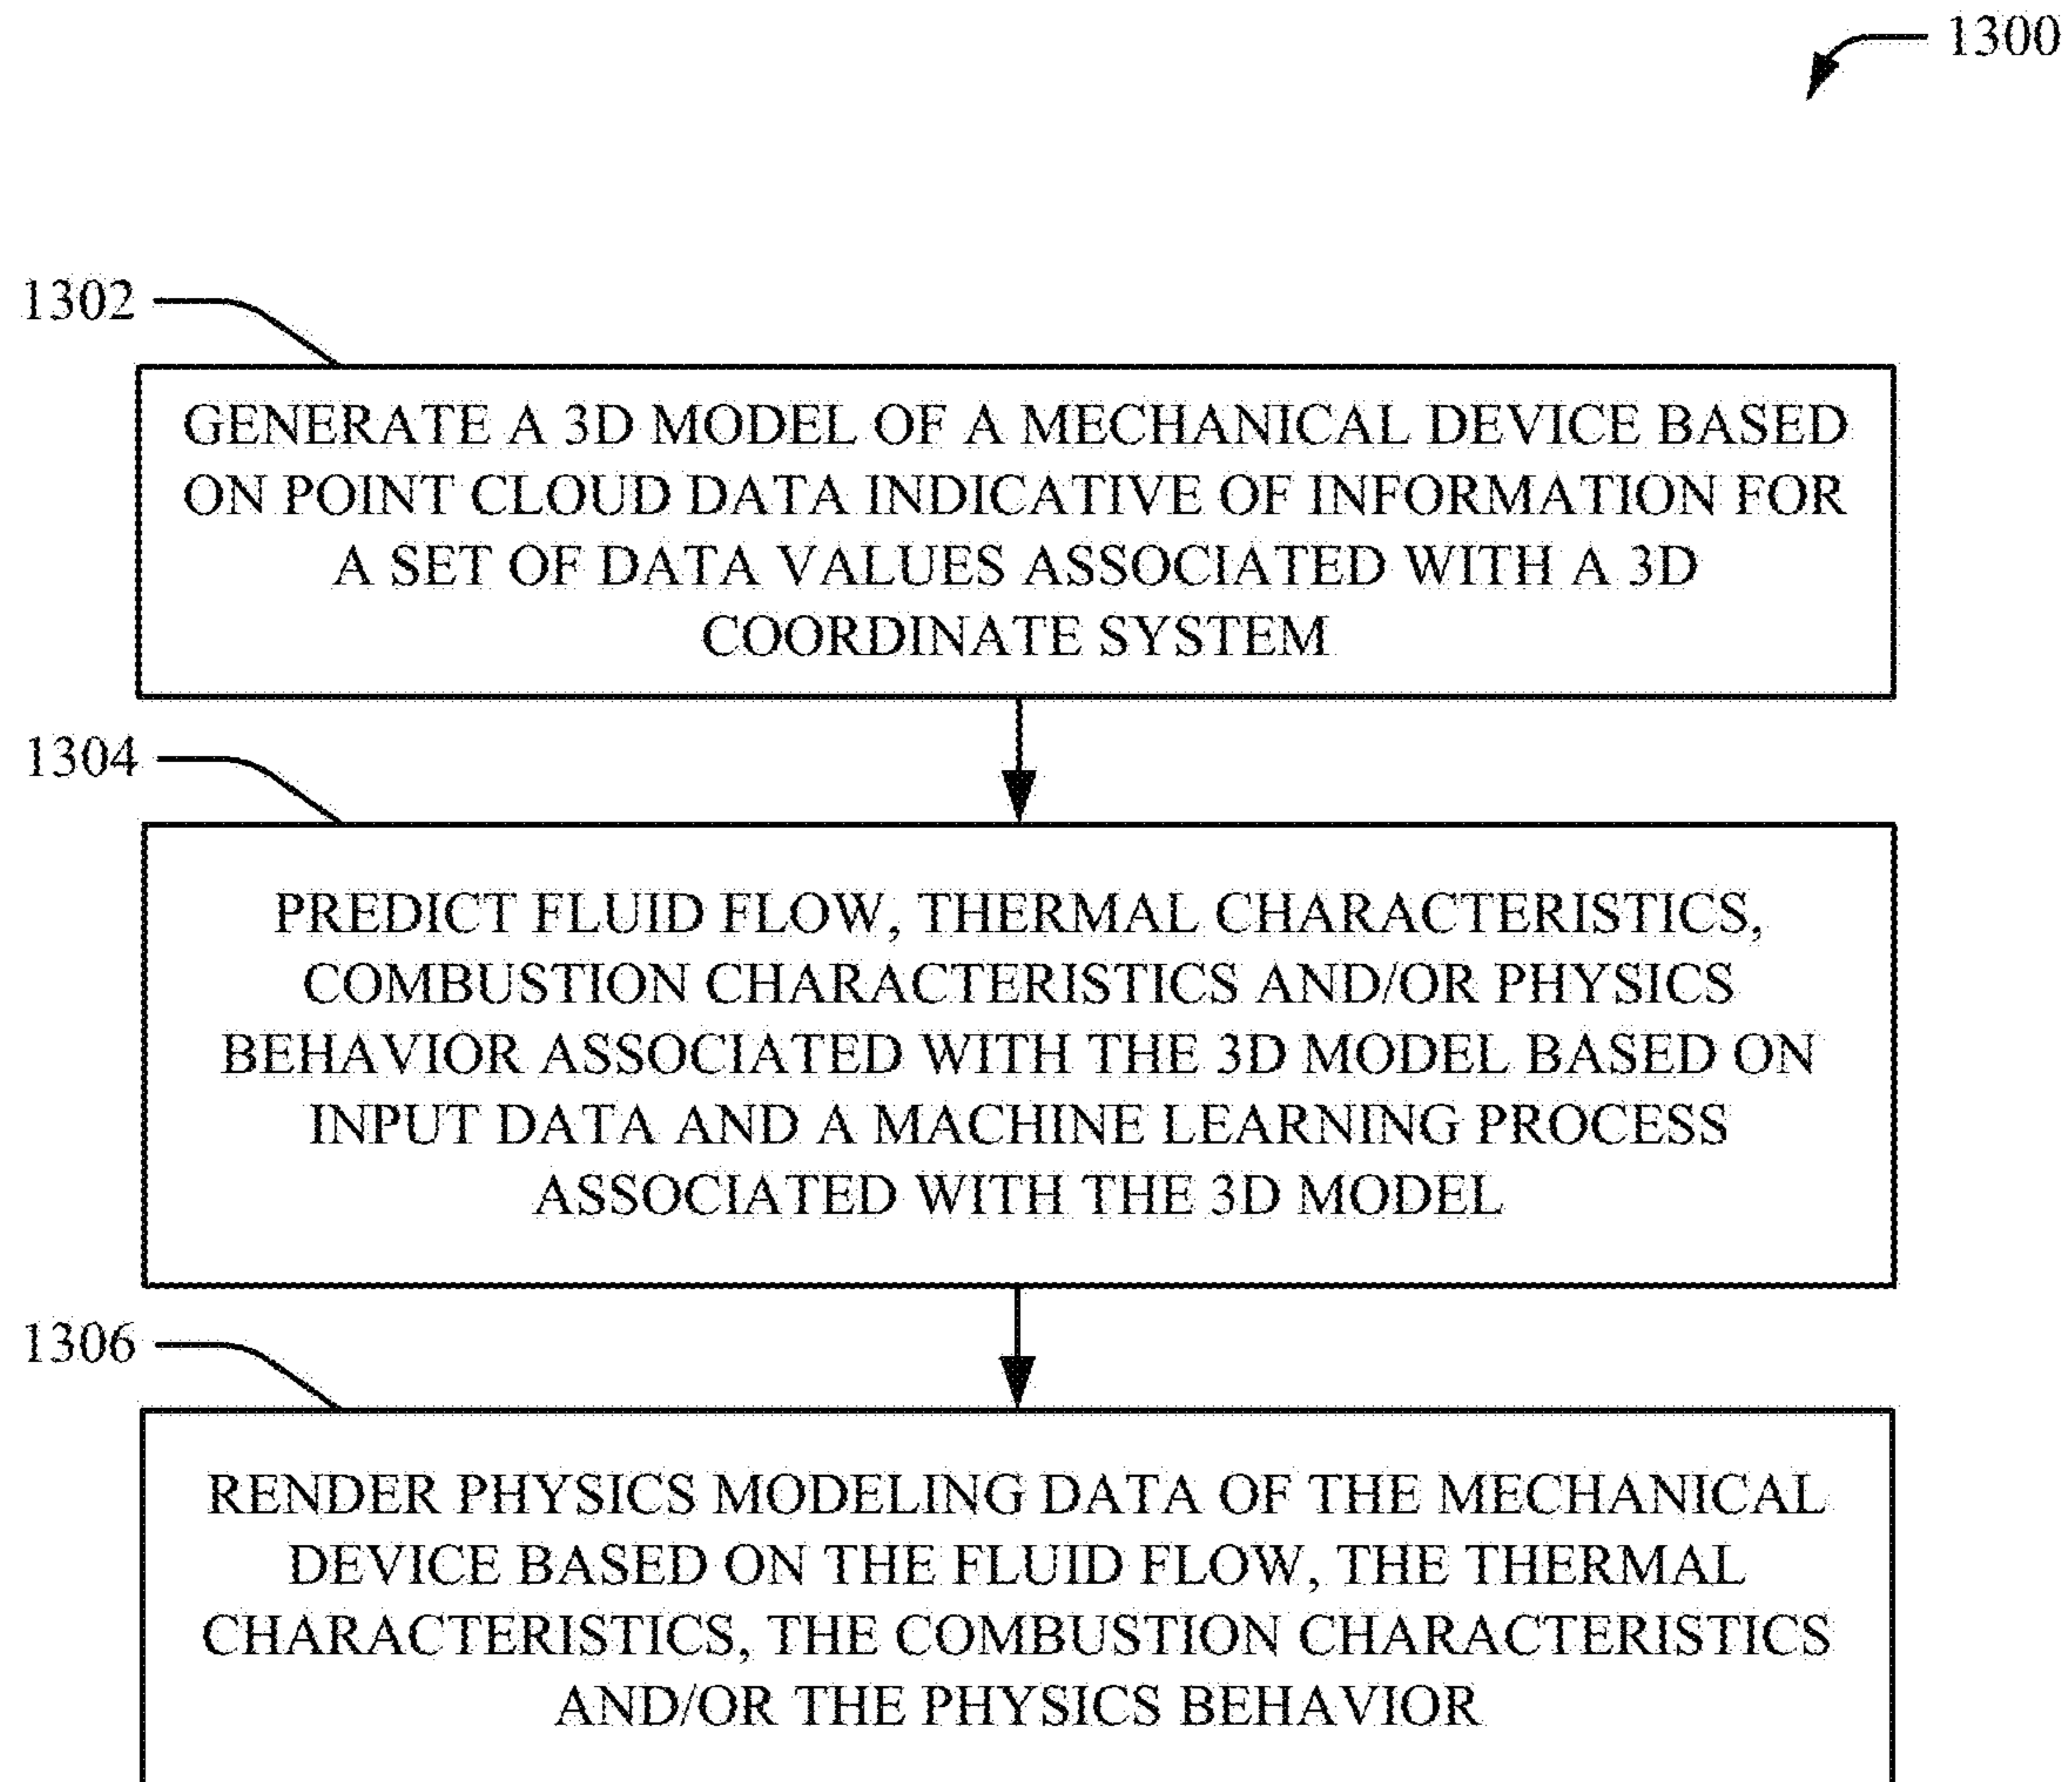 1300
1302
GENERATE A 3D MODEL OF A MECHANICAL DEVICE BASED
ON POINT CLOUD DATA INDICATIVE OF INFORMATION FOR
A SET OF DATA VALUES ASSOCIATED WITH A 3D
COORDINATE SYSTEM
1304
PREDICT FLUID FLOW, THERMAL CHARACTERISTICS,
COMBUSTION CHARACTERISTICS AND/OR PHYSICS
BEHAVIOR ASSOCIATED WITH THE 3D MODEL BASED ON
INPUT DATA AND A MACHINE LEARNING PROCESS
ASSOCIATED WITH THE 3D MODEL
1306
RENDER PHYSICS MODELING DATA OF THE MECHANICAL
DEVICE BASED ON THE FLUID FLOW, THE THERMAL
CHARACTERISTICS, THE COMBUSTION CHARACTERISTICS
AND/OR THE PHYSICS BEHAVIOR